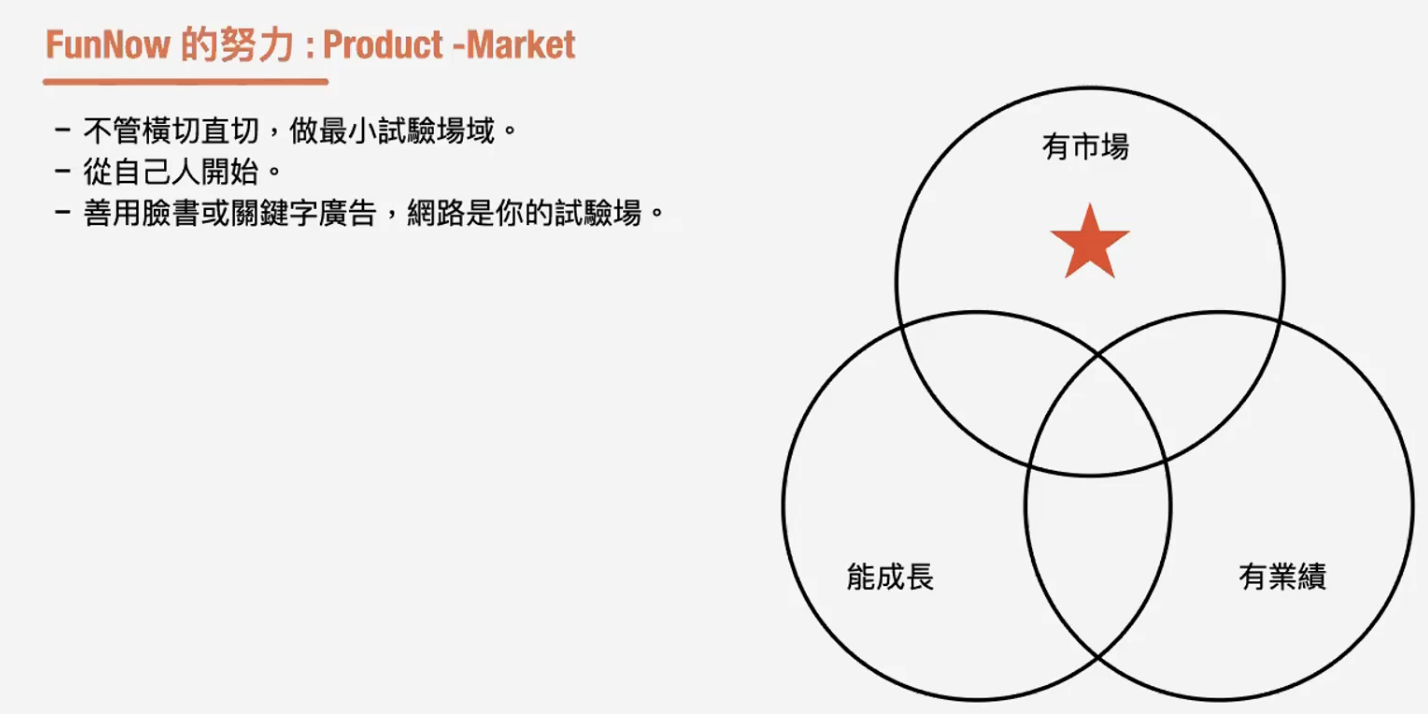 FunNow 的努力 : Product -Market
- 不管橫切直切，做最小試驗場域。
- 從自己人開始。
- 善用臉書或關鍵字廣告，網路是你的試驗場。
有市場
能成長
有業績